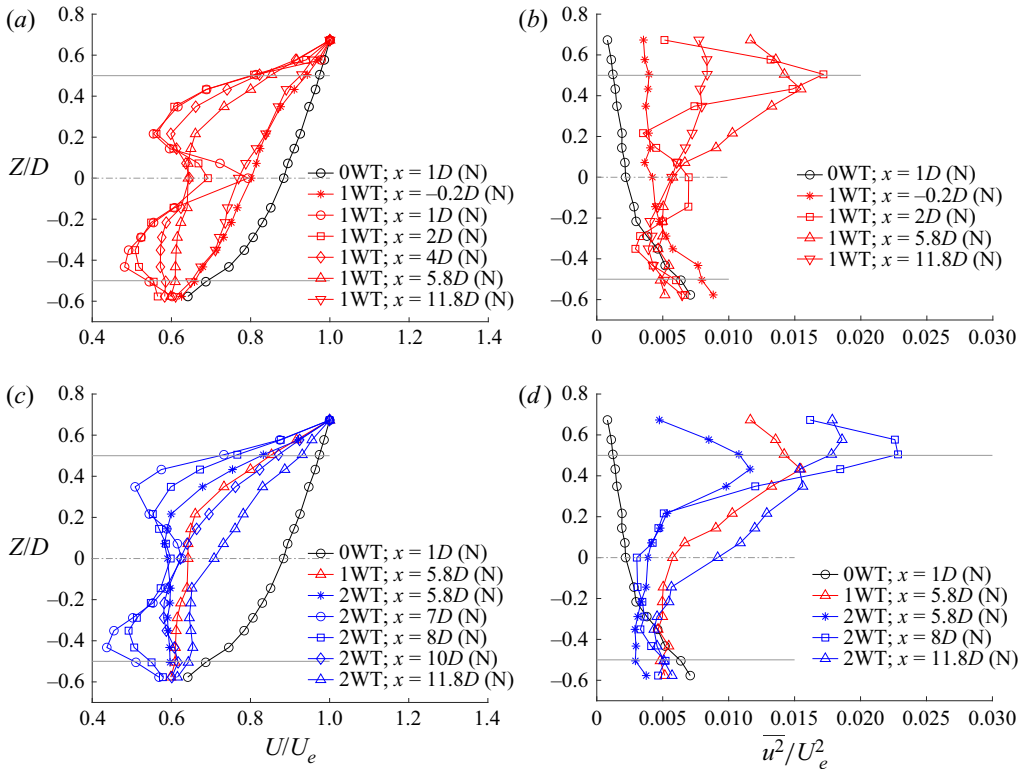 (a)
0.8
0.6
0.4
0.2
Z/D
0
−0.2
−0.4
−0.6
0.4
0.6
0.8
1.0
1.2
1.4
0WT; x = 1D (N)
1WT; x = −0.2D (N)
1WT; x = 1D (N)
1WT; x = 2D (N)
1WT; x = 4D (N)
1WT; x = 5.8D (N)
1WT; x = 11.8D (N)
(b)
0.8
0.6
0.4
0.2
0
−0.2
−0.4
−0.6
0
0.005
0.010
0.015
0.020
0.025
0.030
0WT; x = 1D (N)
1WT; x = −0.2D (N)
1WT; x = 2D (N)
1WT; x = 5.8D (N)
1WT; x = 11.8D (N)
(c)
0.8
0.6
0.4
0.2
Z/D
0
−0.2
−0.4
−0.6
0.4
0.6
0.8
1.0
1.2
1.4
U/U_e
0WT; x = 1D (N)
1WT; x = 5.8D (N)
2WT; x = 5.8D (N)
2WT; x = 7D (N)
2WT; x = 8D (N)
2WT; x = 10D (N)
2WT; x = 11.8D (N)
(d)
0.8
0.6
0.4
0.2
0
−0.2
−0.4
−0.6
0
0.005
0.010
0.015
0.020
0.025
0.030
u²/U_e²
0WT; x = 1D (N)
1WT; x = 5.8D (N)
2WT; x = 5.8D (N)
2WT; x = 8D (N)
2WT; x = 11.8D (N)